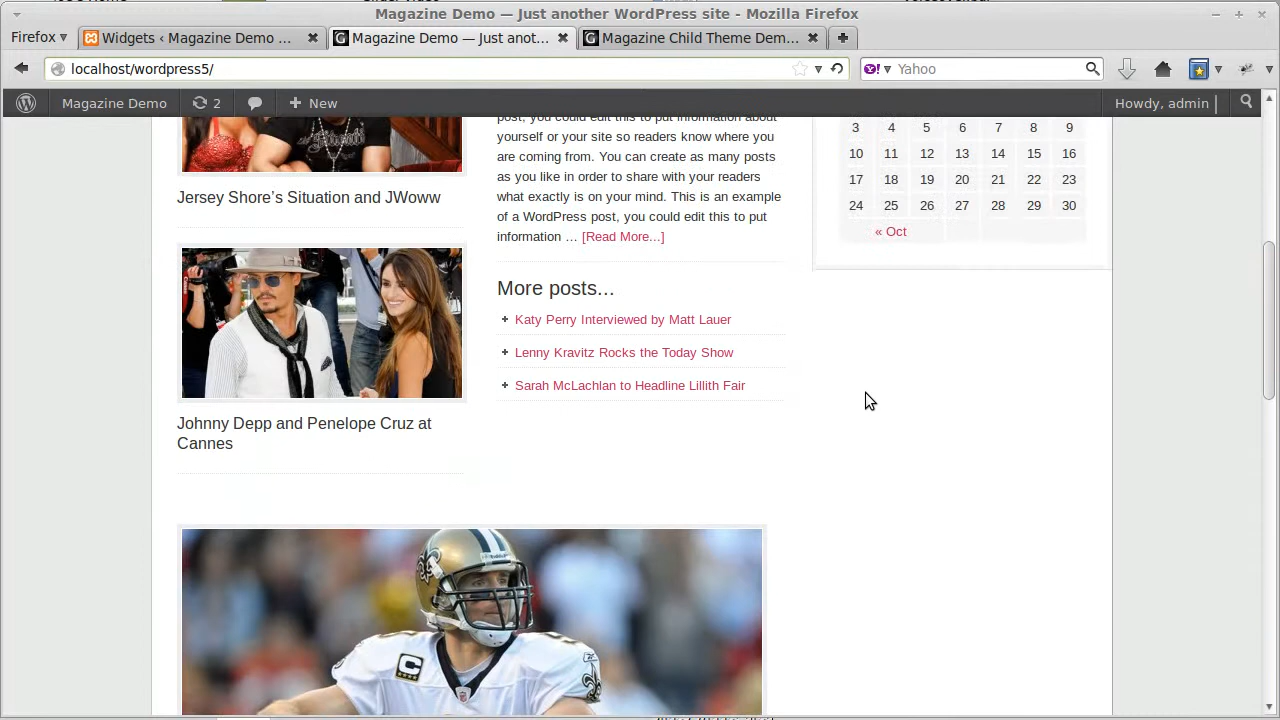 Magazine Demo — Just another WordPress site - Mozilla Firefox
Firefox
Widgets ‹ Magazine Demo ...
Magazine Demo — Just anot...
Magazine Child Theme Dem...
localhost/wordpress5/
Yahoo
Magazine Demo
2
New
Howdy, admin
Jersey Shore’s Situation and JWoww
Johnny Depp and Penelope Cruz at
Cannes
post, you could edit this to put information about
yourself or your site so readers know where you
are coming from. You can create as many posts
as you like in order to share with your readers
what exactly is on your mind. This is an example
of a WordPress post, you could edit this to put
information … [Read More...]
More posts...
Katy Perry Interviewed by Matt Lauer
Lenny Kravitz Rocks the Today Show
Sarah McLachlan to Headline Lillith Fair
3 4 5 6 7 8 9
10 11 12 13 14 15 16
17 18 19 20 21 22 23
24 25 26 27 28 29 30
« Oct
C